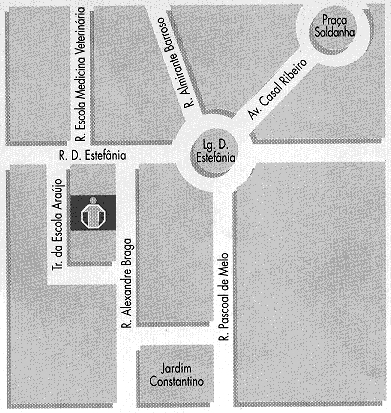 Praça
Saldanha
R. Escola Medicina Veterinária
R. Almirante Barroso
Av. Casal Ribeiro
Lg. D.
Estefânia
R. D. Estefânia
Tr. da Escola Araújo
R. Alexandre Braga
R. Pascoal de Melo
Jardim
Constantino